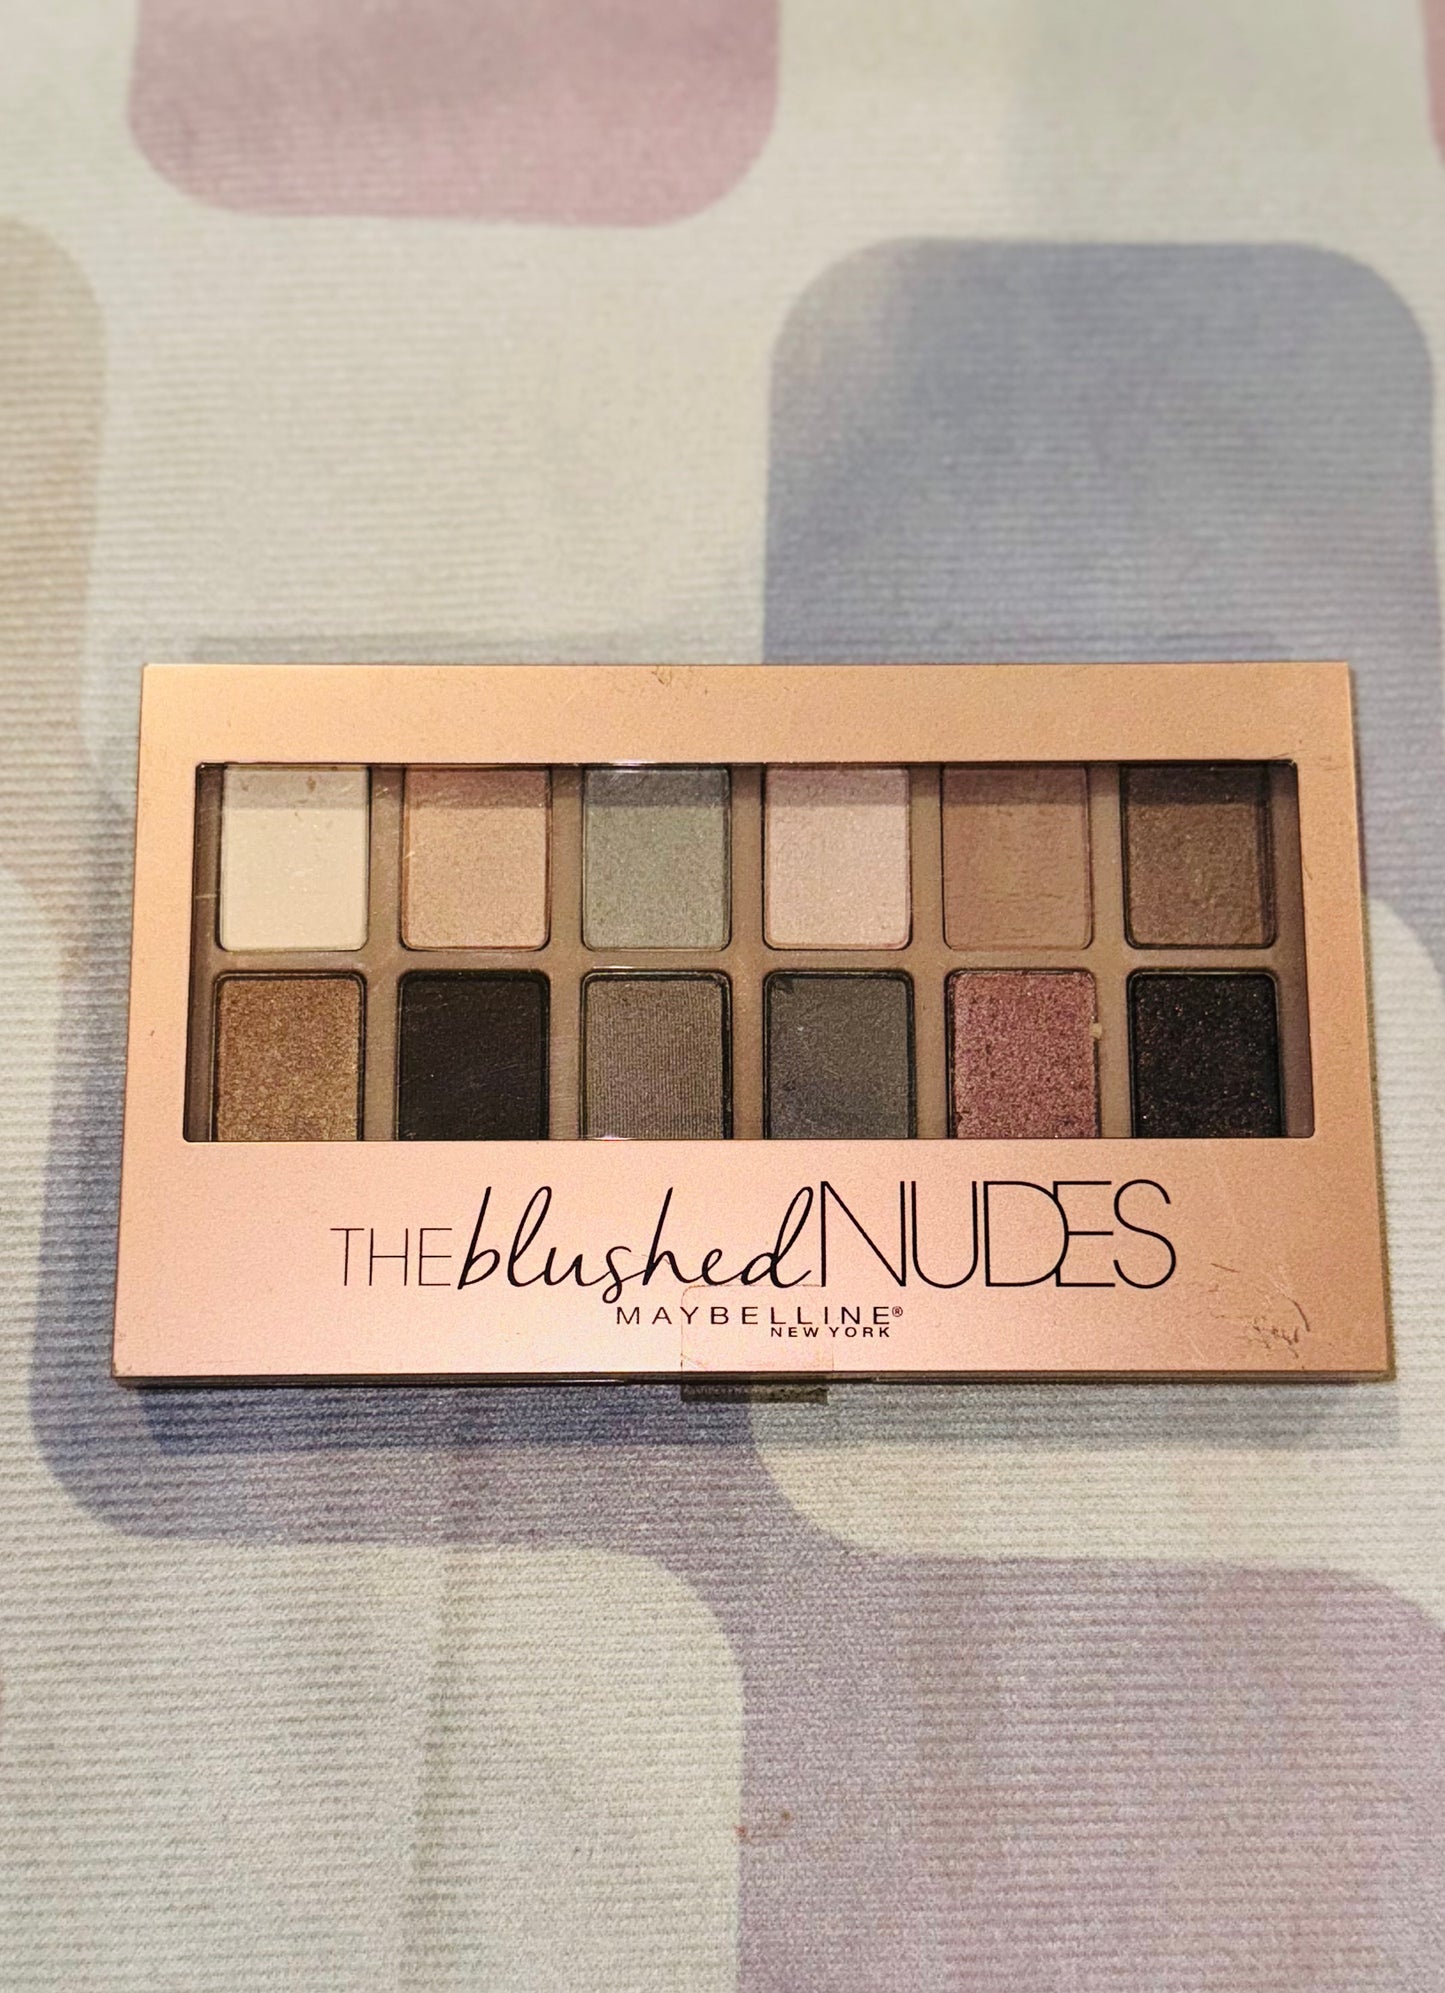 THE blushed NUDES
MAYBELLINE®
NEW YORK